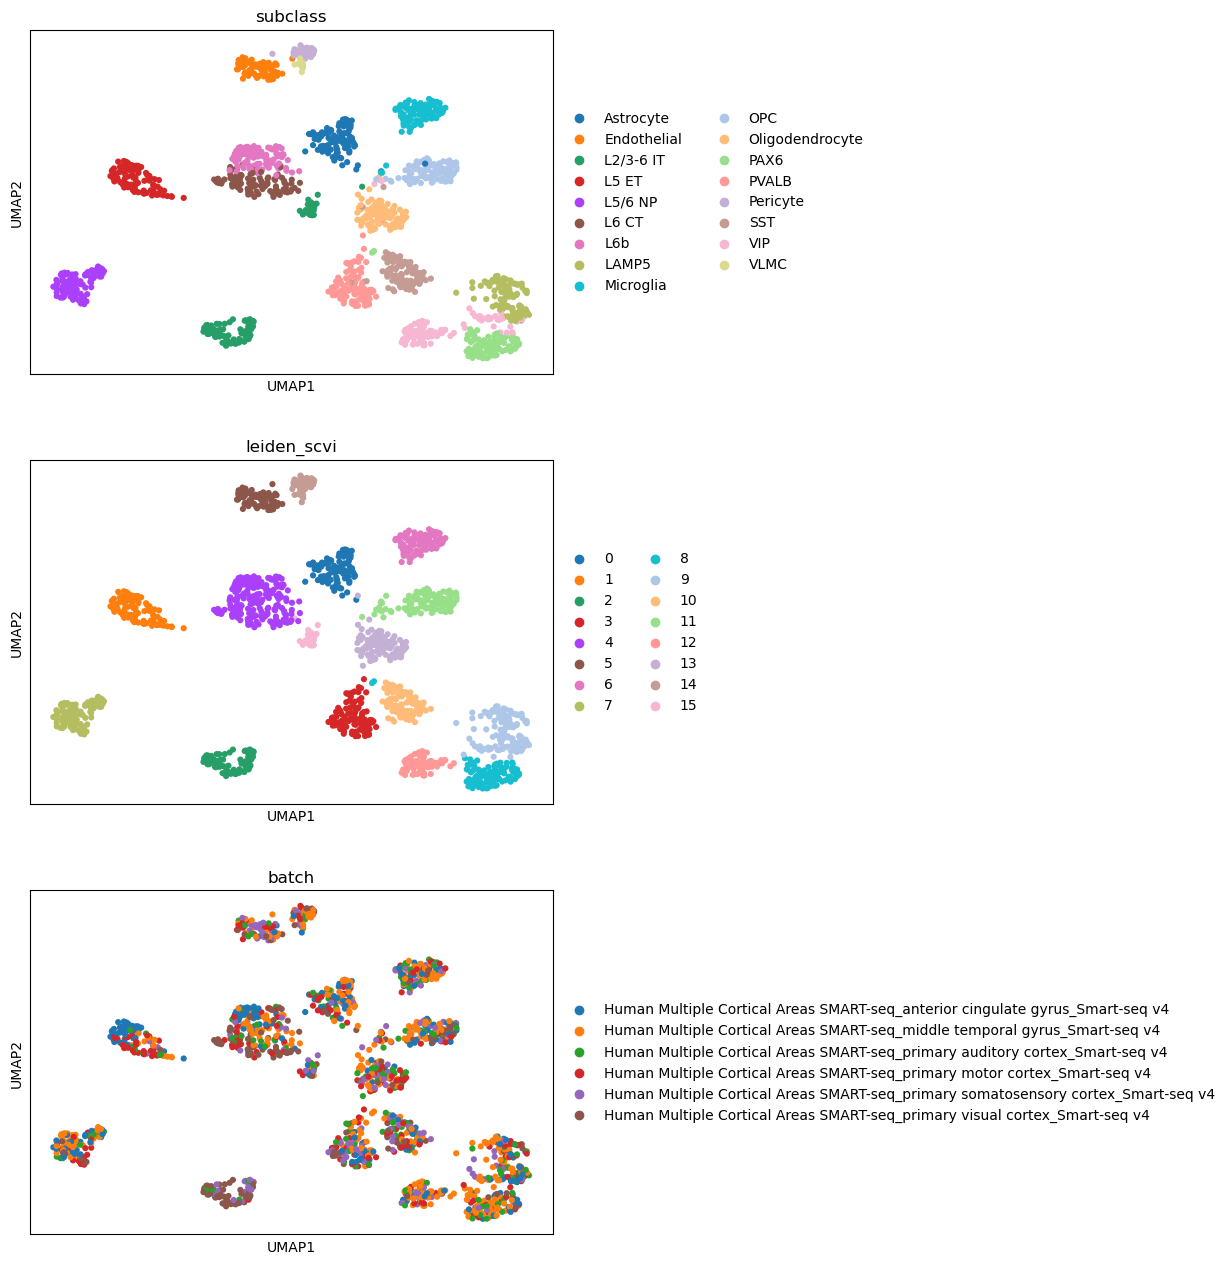 subclass
UMAP2
UMAP1
Astrocyte
Endothelial
L2/3-6 IT
L5 ET
L5/6 NP
L6 CT
L6b
LAMP5
Microglia
OPC
Oligodendrocyte
PAX6
PVALB
Pericyte
SST
VIP
VLMC
leiden_scvi
UMAP2
UMAP1
0
1
2
3
4
5
6
7
8
9
10
11
12
13
14
15
batch
UMAP2
UMAP1
Human Multiple Cortical Areas SMART-seq_anterior cingulate gyrus_Smart-seq v4
Human Multiple Cortical Areas SMART-seq_middle temporal gyrus_Smart-seq v4
Human Multiple Cortical Areas SMART-seq_primary auditory cortex_Smart-seq v4
Human Multiple Cortical Areas SMART-seq_primary motor cortex_Smart-seq v4
Human Multiple Cortical Areas SMART-seq_primary somatosensory cortex_Smart-seq v4
Human Multiple Cortical Areas SMART-seq_primary visual cortex_Smart-seq v4